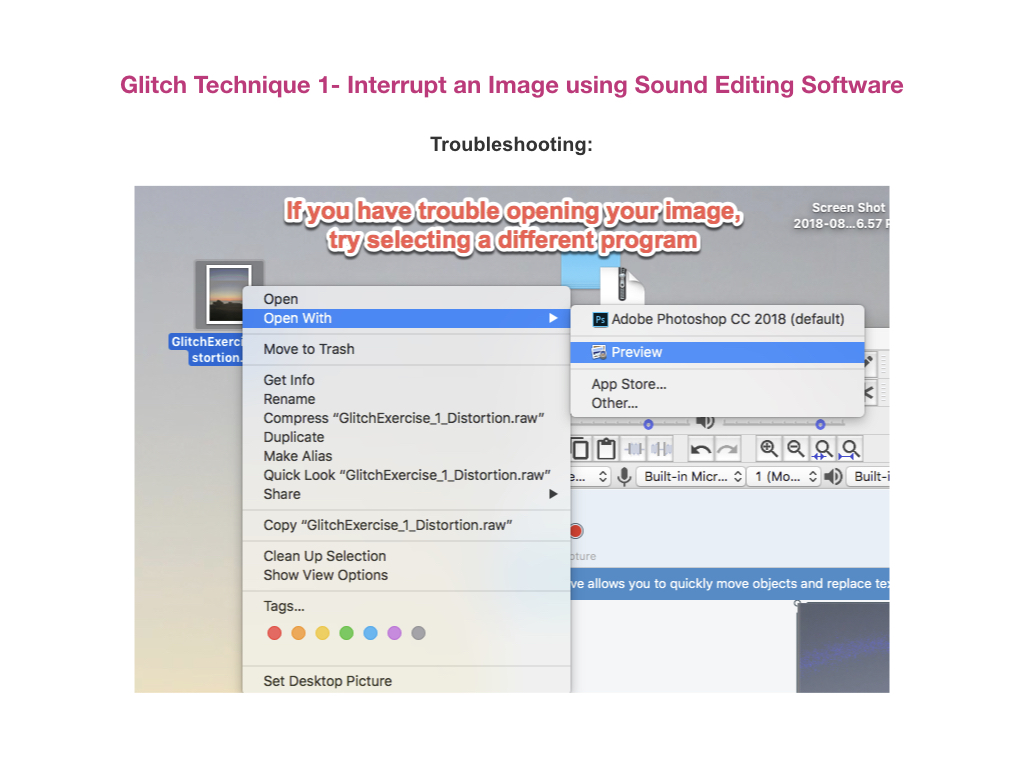 Glitch Technique 1- Interrupt an Image using Sound Editing Software
Troubleshooting:
If you have trouble opening your image,
try selecting a different program
Screen Shot
2018-08...6.57
GlitchExerci
stortion.
Open
Open With
Move to Trash
Get Info
Rename
Compress “GlitchExercise_1_Distortion.raw”
Duplicate
Make Alias
Quick Look “GlitchExercise_1_Distortion.raw”
Share
Copy “GlitchExercise_1_Distortion.raw”
Clean Up Selection
Show View Options
Tags...
Set Desktop Picture
Ps Adobe Photoshop CC 2018 (default)
Preview
App Store...
Other...
e...
Built-in Micr...
1 (Mo...
Built-i
pture
ve allows you to quickly move objects and replace te